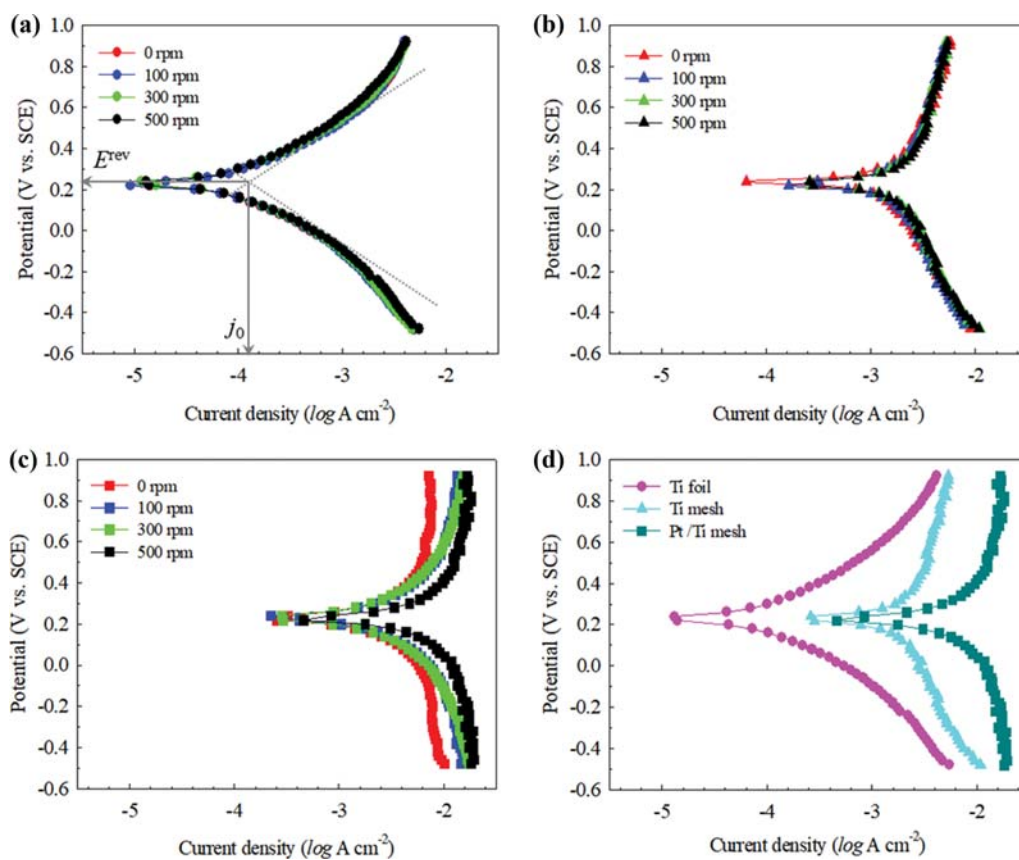 (a)
1.0
0.8
0.6
0.4
0.2
0.0
-0.2
-0.4
-0.6
Potential (V vs. SCE)
0 rpm
100 rpm
300 rpm
500 rpm
E^rev
j₀
-5 -4 -3 -2
Current density (log A cm⁻²)
(b)
1.0
0.8
0.6
0.4
0.2
0.0
-0.2
-0.4
-0.6
Potential (V vs. SCE)
0 rpm
100 rpm
300 rpm
500 rpm
-5 -4 -3 -2
Current density (log A cm⁻²)
(c)
1.0
0.8
0.6
0.4
0.2
0.0
-0.2
-0.4
-0.6
Potential (V vs. SCE)
0 rpm
100 rpm
300 rpm
500 rpm
-5 -4 -3 -2
Current density (log A cm⁻²)
(d)
1.0
0.8
0.6
0.4
0.2
0.0
-0.2
-0.4
-0.6
Potential (V vs. SCE)
Ti foil
Ti mesh
Pt /Ti mesh
-5 -4 -3 -2
Current density (log A cm⁻²)